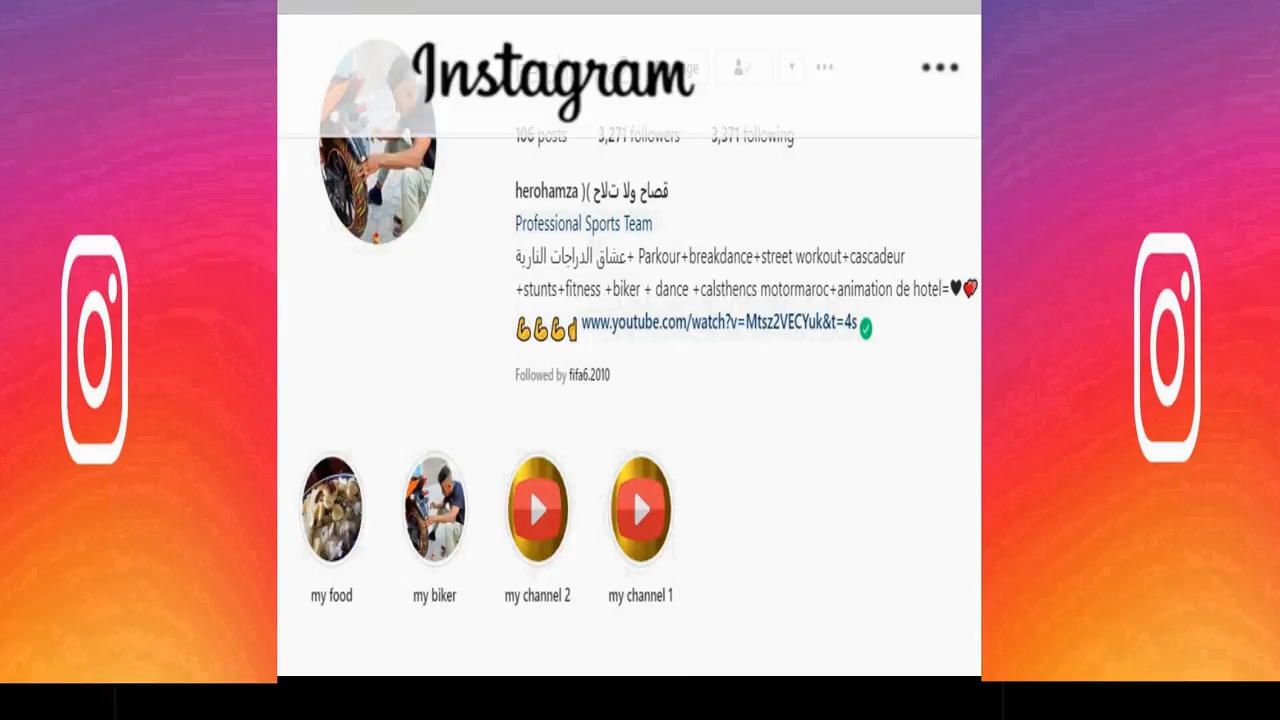 Instagram
106 posts 3,271 followers 3,371 following
herohamza )( قصاح ولا تلاح
Professional Sports Team
عشاق الدراجات النارية+ Parkour+breakdance+street workout+cascadeur
+stunts+fitness +biker + dance +calsthencs motormaroc+animation de hotel=🖤💞
💪💪💪 www.youtube.com/watch?v=Mtsz2VECYuk&t=4s
Followed by fifa6.2010
my food my biker my channel 2 my channel 1